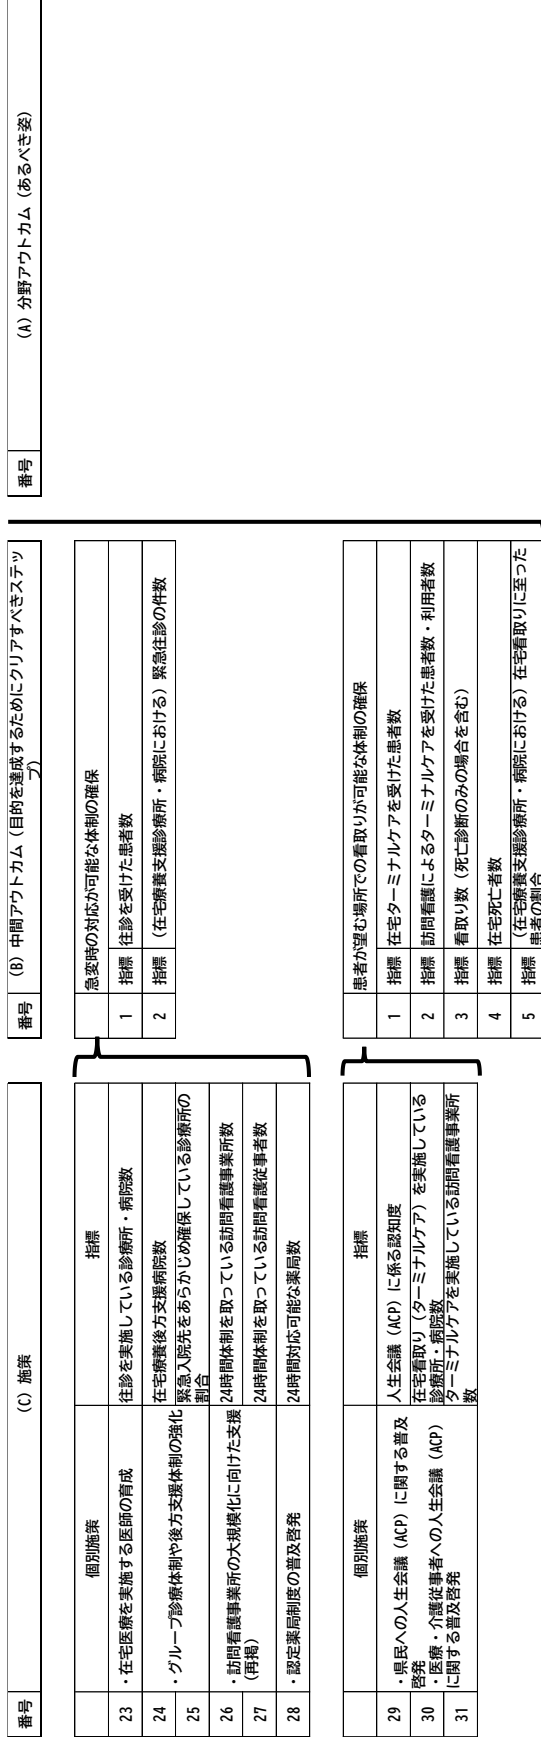 番号
(C) 施策
番号
(B) 中間アウトカム（目的を達成するためにクリアすべきステッ
プ)
番号
(A) 分野アウトカム（あるべき姿）
個別施策
指標
23
・在宅医療を実施する医師の育成
往診を実施している診療所・病院数
24
・グループ診療体制や後方支援体制の強化
在宅療養後方支援病院数
25
緊急入院先をあらかじめ確保している診療所の
割合
26
・訪問看護事業所の大規模化に向けた支援
（再掲）
24時間体制を取っている訪問看護事業所数
27
24時間体制を取っている訪問看護従事者数
28
・認定薬局制度の普及啓発
24時間対応可能な薬局数
急変時の対応が可能な体制の確保
1
指標
往診を受けた患者数
2
指標
（在宅療養支援診療所・病院における）緊急往診の件数
個別施策
指標
29
・県民への人生会議（ACP）に関する普及
啓発
人生会議（ACP）に係る認知度
30
・医療・介護従事者への人生会議（ACP）
に関する普及啓発
在宅看取り（ターミナルケア）を実施している
診療所・病院数
31
ターミナルケアを実施している訪問看護事業所
数
患者が望む場所での看取りが可能な体制の確保
1
指標
在宅ターミナルケアを受けた患者数
2
指標
訪問看護によるターミナルケアを受けた患者数・利用者数
3
指標
看取り数（死亡診断のみの場合を含む）
4
指標
在宅死亡者数
5
指標
（在宅療養支援診療所・病院における）在宅看取りに至った
患者の割合